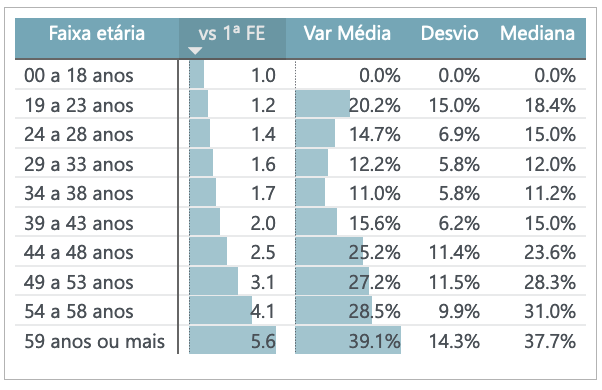 Faixa etária vs 1ª FE Var Média Desvio Mediana
00 a 18 anos 1.0 0.0% 0.0% 0.0%
19 a 23 anos 1.2 20.2% 15.0% 18.4%
24 a 28 anos 1.4 14.7% 6.9% 15.0%
29 a 33 anos 1.6 12.2% 5.8% 12.0%
34 a 38 anos 1.7 11.0% 5.8% 11.2%
39 a 43 anos 2.0 15.6% 6.2% 15.0%
44 a 48 anos 2.5 25.2% 11.4% 23.6%
49 a 53 anos 3.1 27.2% 11.5% 28.3%
54 a 58 anos 4.1 28.5% 9.9% 31.0%
59 anos ou mais 5.6 39.1% 14.3% 37.7%